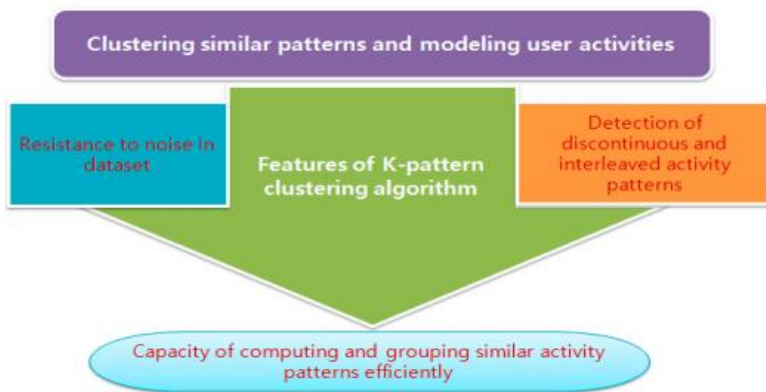 Clustering similar patterns and modeling user activities
Resistance to noise in
dataset
Features of K-pattern
clustering algorithm
Detection of
discontinuous and
interleaved activity
patterns
Capacity of computing and grouping similar activity
patterns efficiently